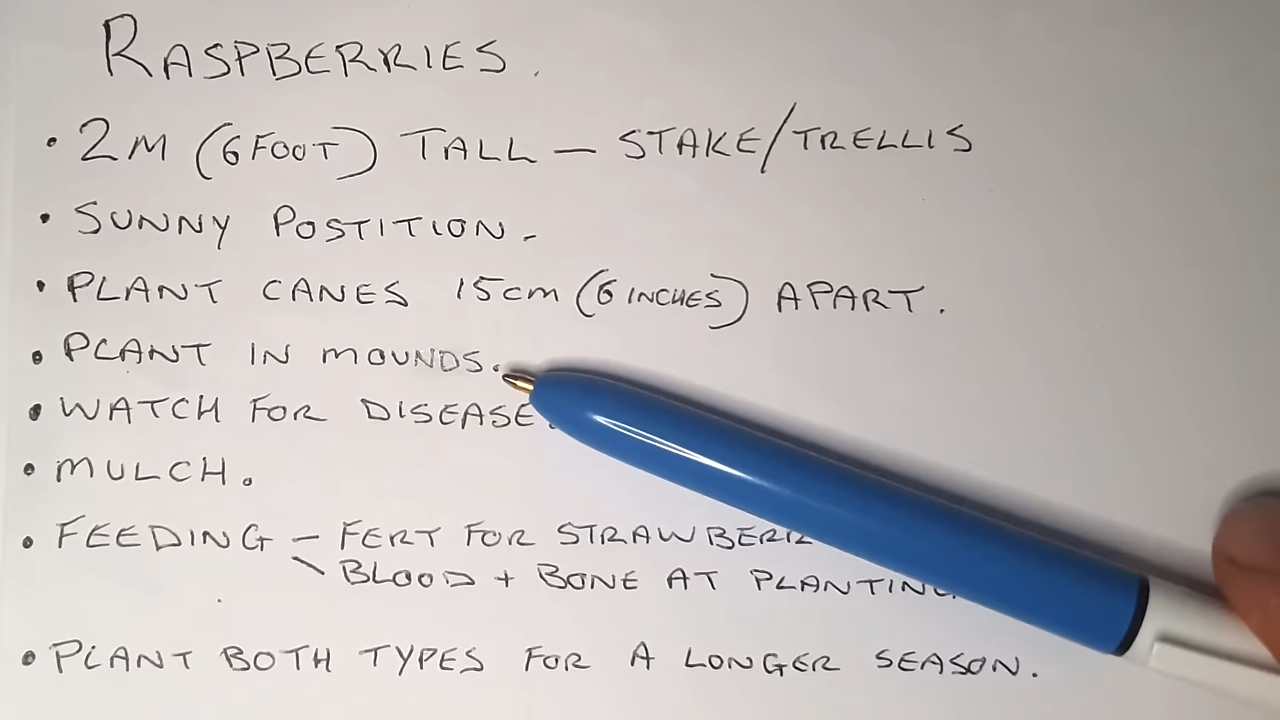 RASPBERRIES.
• 2M (6 FOOT) TALL — STAKE/TRELLIS
• SUNNY POSTITION.
• PLANT CANES 15cm (6 INCHES) APART.
• PLANT IN MOUNDS.
• WATCH FOR DISEASE.
• MULCH.
• FEEDING — FERT FOR
BLOOD + BONE AT PLANTING
• PLANT BOTH TYPES FOR A LONGER SEASON.